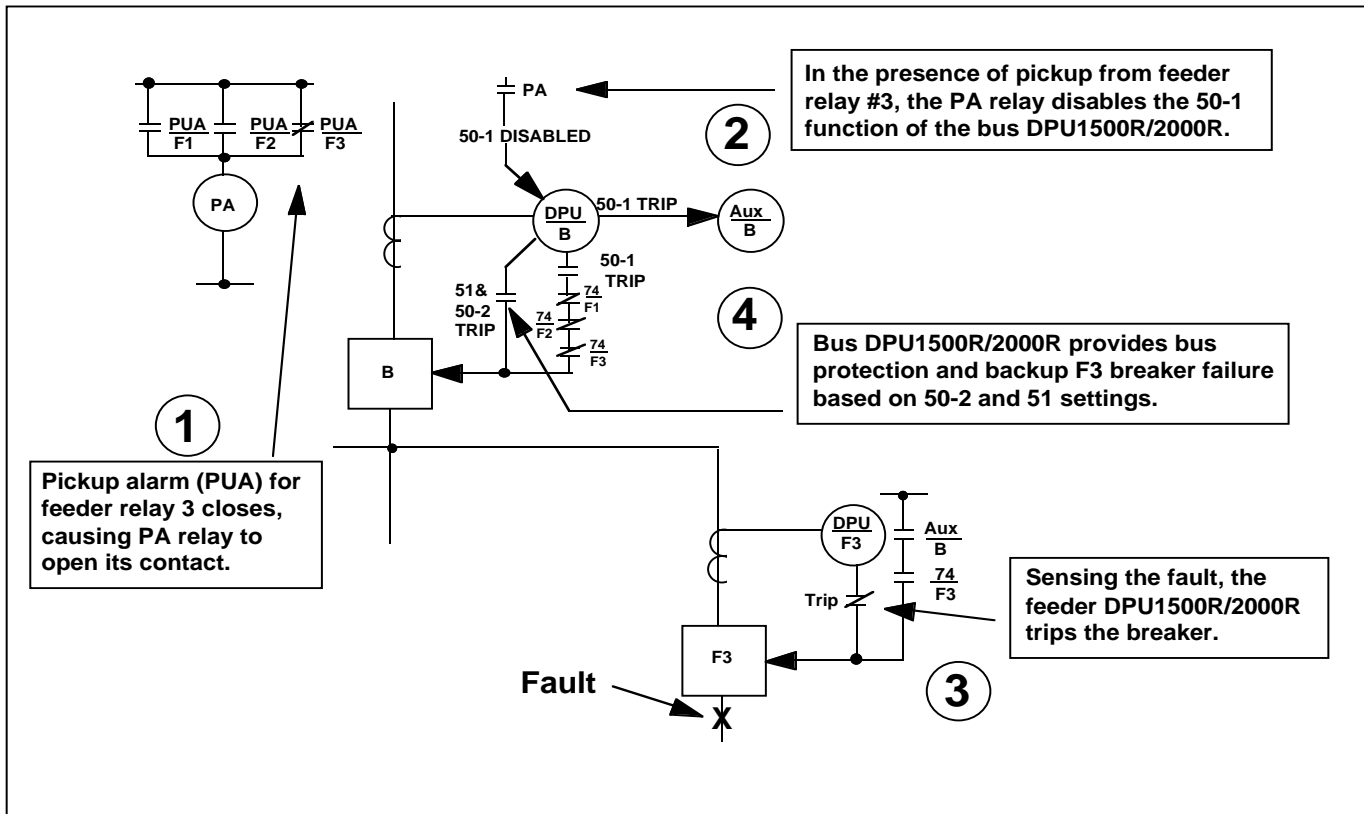 PUA
F1
PUA
F2
PUA
F3
PA
PA
50-1 DISABLED
2
In the presence of pickup from feeder
relay #3, the PA relay disables the 50-1
function of the bus DPU1500R/2000R.
DPU
B
50-1 TRIP
Aux
B
50-1
TRIP
51&
50-2
TRIP
74
F1
74
F2
74
F3
4
Bus DPU1500R/2000R provides bus
protection and backup F3 breaker failure
based on 50-2 and 51 settings.
B
1
Pickup alarm (PUA) for
feeder relay 3 closes,
causing PA relay to
open its contact.
DPU
F3
Aux
B
74
F3
Trip
Sensing the fault, the
feeder DPU1500R/2000R
trips the breaker.
F3
3
Fault
X